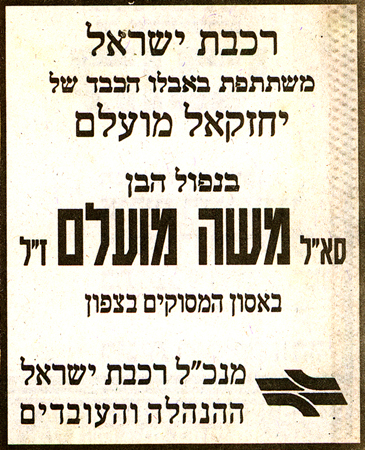 רכבת ישראל
משתתפת באבלו הכבד של
יחזקאל מועלם
בנפול הבן
סא"ל משה מועלם ז"ל
באסון המסוקים בצפון
מנכ"ל רכבת ישראל
ההנהלה והעובדים